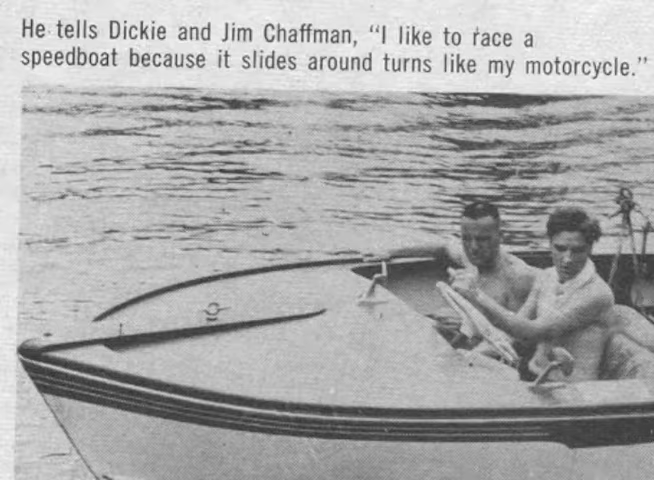 He tells Dickie and Jim Chaffman, “I like to race a
speedboat because it slides around turns like my motorcycle.”